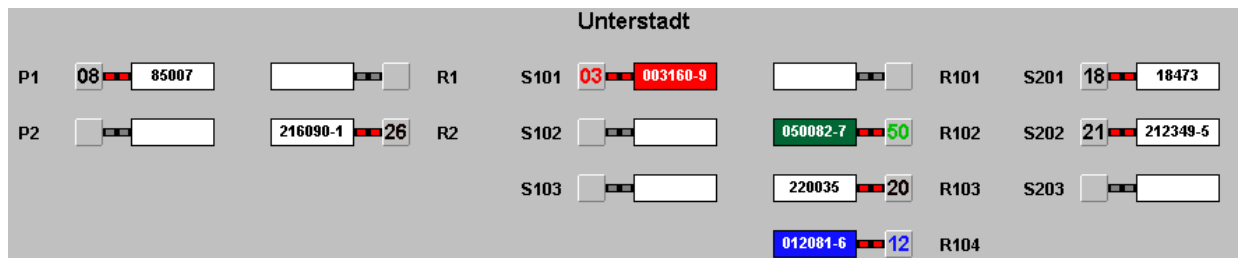 Unterstadt
P1 08 85007 R1 S101 03 003160-9 R101 S201 18 18473
P2 216090-1 26 R2 S102 050082-7 50 R102 S202 21 212349-5
S103 220035 20 R103 S203
012081-6 12 R104